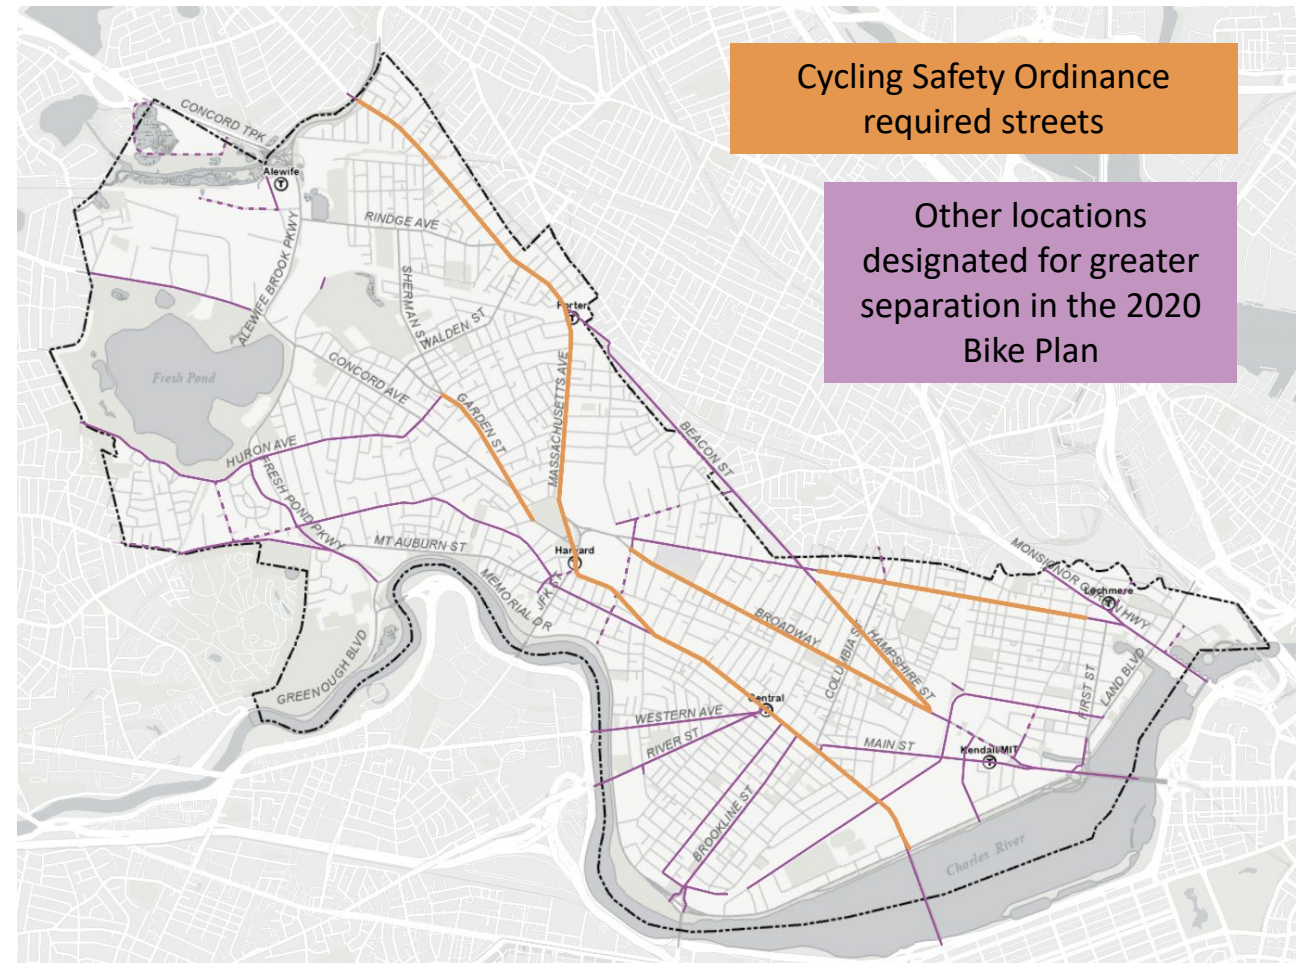 Cycling Safety Ordinance
required streets
Other locations
designated for greater
separation in the 2020
Bike Plan
CONCORD TPK
Alewife
T
RINDGE AVE
ALEWIFE BROOK PKWY
SHERMAN S
WALDEN ST
Porter
T
Fresh Pond
CONCORD AVE
GARDEN ST
MASSACHUSETTS AVE
BEACON ST
HURON AVE
FRESH POND PKWY
MT AUBURN ST
Harvard
MEMORIAL DR
JFK ST
MONSIGNOR O'BRIEN HWY
Lechmere
BROADWAY
COLUMBIA S
HAMPSHIRE ST
GREENOUGH BLVD
FIRST ST
LAND BLVD
Central
WESTERN AVE
RIVER ST
MAIN ST
Kendall/MIT
BROOKLINE ST
Charles River